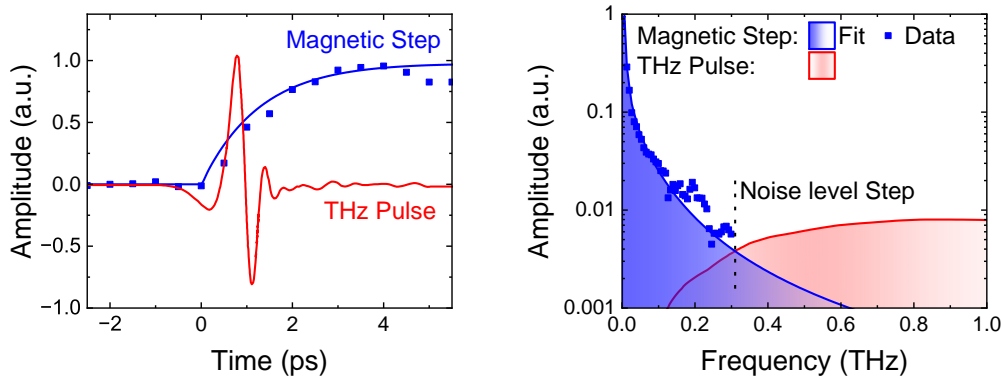 Magnetic Step
THz Pulse
1.0
0.5
0.0
−0.5
−1.0
−2
0
2
4
Amplitude (a.u.)
Time (ps)
Magnetic Step: Fit Data
THz Pulse:
Noise level Step
1
0.1
0.01
0.001
0.0
0.2
0.4
0.6
0.8
1.0
Amplitude (a.u.)
Frequency (THz)